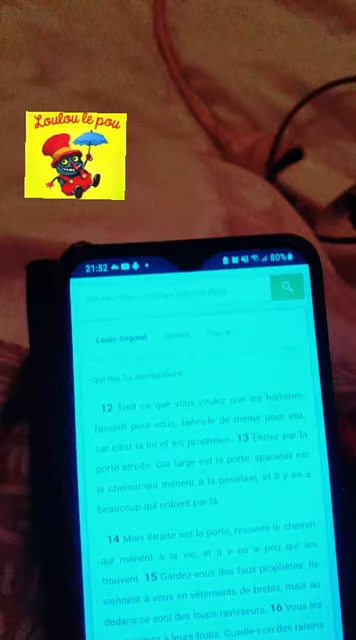 Loulou le pou
21:52
80%
Louis-Segond
qui les lui demandent.
12 Tout ce que vous voulez que les hommes
fassent pour vous, faites-le de même pour eux,
car c'est la loi et les prophètes. 13 Entrez par la
porte étroite. Car large est la porte, spacieux est
le chemin qui mènent à la perdition, et il y en a
beaucoup qui entrent par là.
14 Mais étroite est la porte, resserré le chemin
qui mènent à la vie, et il y en a peu qui les
trouvent. 15 Gardez-vous des faux prophètes. Ils
viennent à vous en vêtements de brebis, mais au
dedans ce sont des loups ravisseurs. 16 Vous les
à leurs fruits. Cueille-t-on des raisins